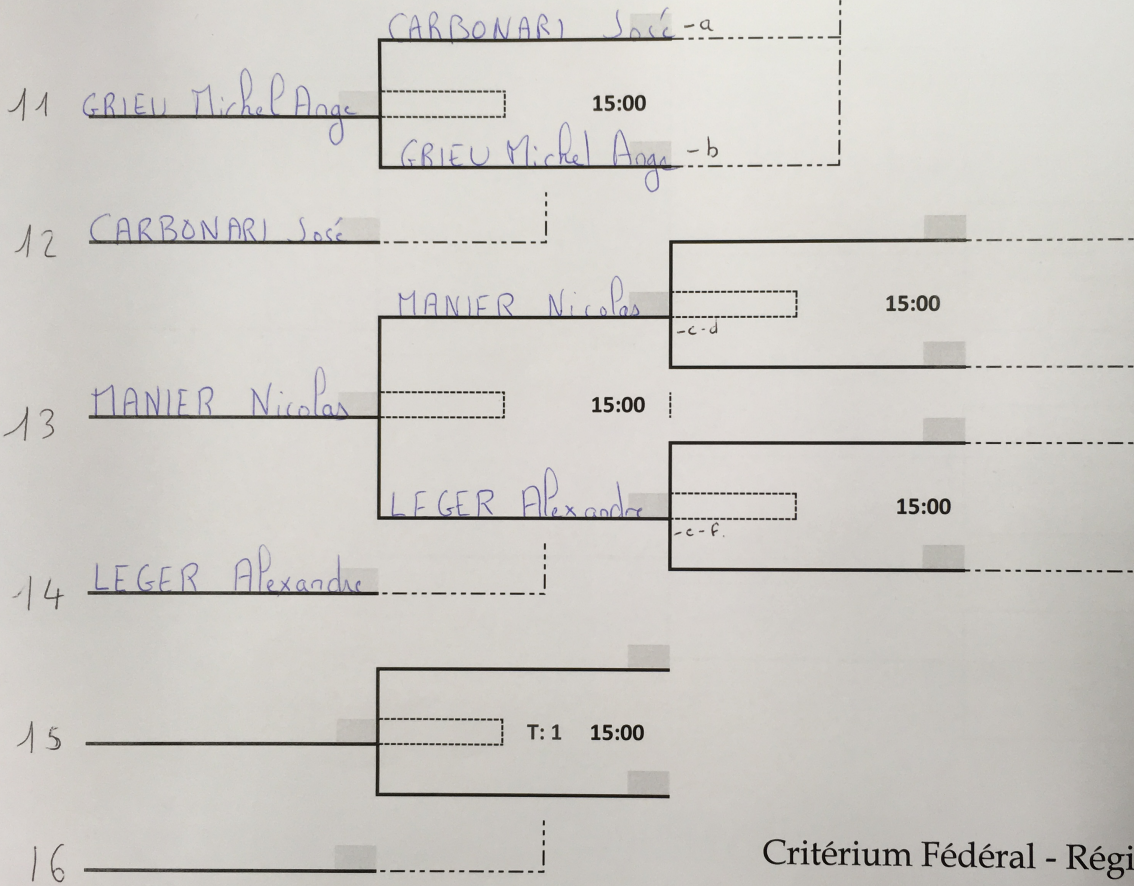 CARBONARI José -a
11 GRIEU Michel Ange 15:00
GRIEU Michel Ange -b
12 CARBONARI José
MANIER Nicolas 15:00
-c-d
13 MANIER Nicolas 15:00
LEGER Alexandre 15:00
-e-f.
14 LEGER Alexandre
15 T: 1 15:00
16
Critérium Fédéral - Régi